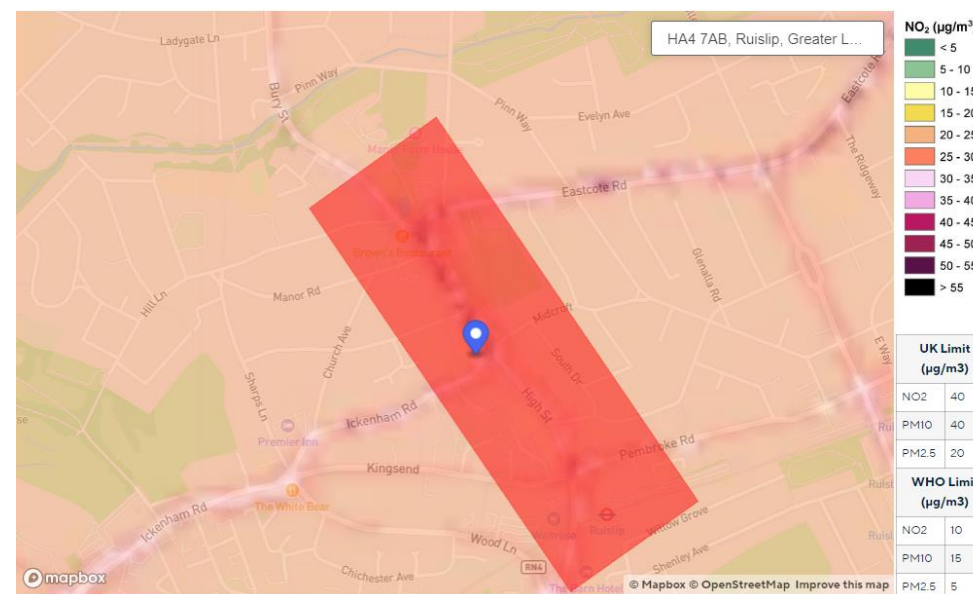 HA4 7AB, Ruislip, Greater L...
Ladygate Ln
Pinn Way
Bury St
Pinn Way
Evelyn Ave
Eastcote
The Ridgeway
Manor Farm House
Eastcote Rd
Brown's Restaurant
Glenalla Rd
Hill Ln
Manor Rd
Midcroft
Church Ave
South Dr
E Way
Sharps Ln
High St
Ickenham Rd
Premier Inn
Pembroke Rd
Kingsend
The White Bear
Ickenham Rd
Waitrose
Ruislip
Willow Grove
Wood Ln
RN4
Shenley Ave
Chichester Ave
The Barn Hotel
mapbox
© Mapbox © OpenStreetMap Improve this map
NO₂ (µg/m³
< 5
5 - 10
10 - 15
15 - 20
20 - 25
25 - 30
30 - 35
35 - 40
40 - 45
45 - 50
50 - 55
> 55
UK Limit
(µg/m3)
NO2 40
PM10 40
PM2.5 20
WHO Limi
(µg/m3)
NO2 10
PM10 15
PM2.5 5